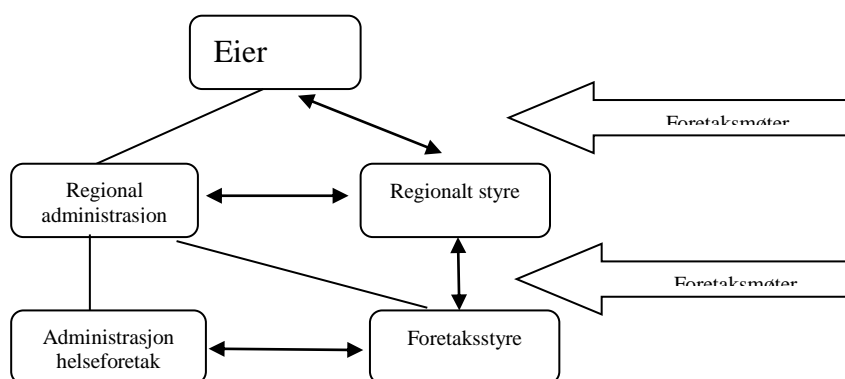 Eier
Foretaksmøter
Regional
administrasjon
Regionalt styre
Foretaksmøter
Administrasjon
helseforetak
Foretaksstyre